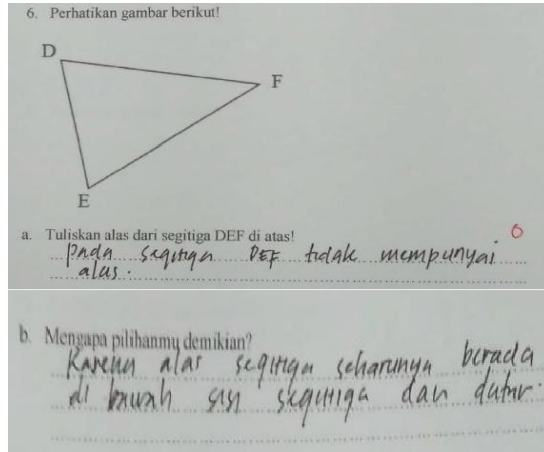 6. Perhatikan gambar berikut!
D
F
E
a. Tuliskan alas dari segitiga DEF di atas!
6
Pada segitiga DEF tidak mempunyai
alas.
b. Mengapa pilihanmu demikian?
Karena alas segitiga seharunya berada
di bawah sisi segitiga dan datar.